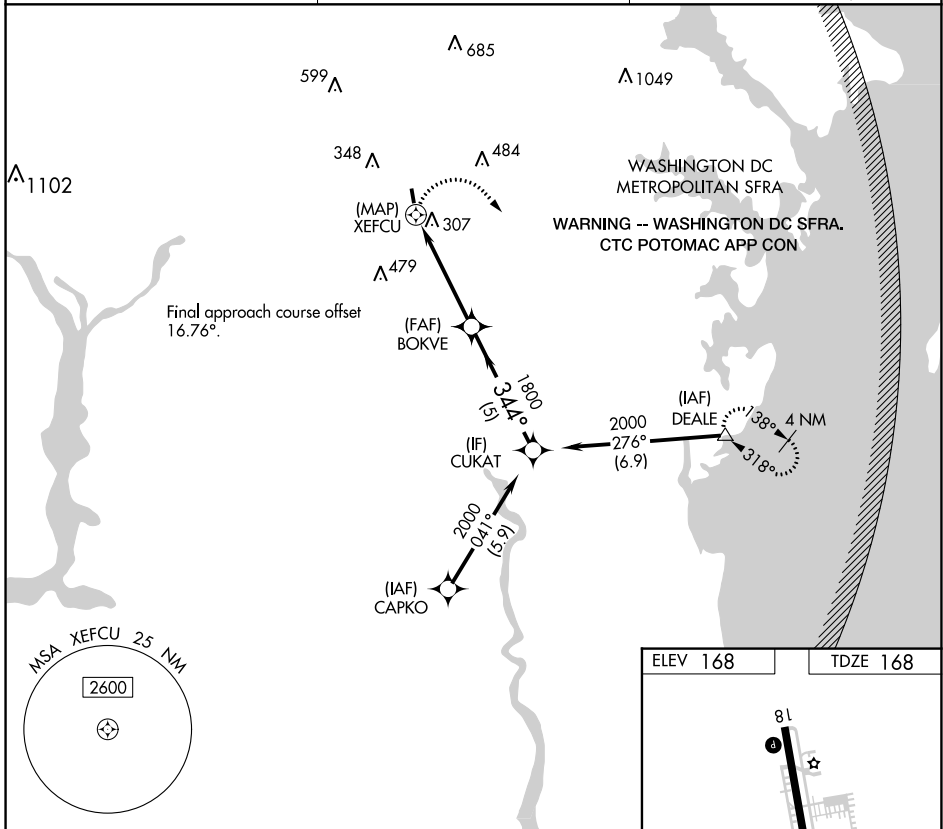 685
599
1049
348
484
1102
WASHINGTON DC
METROPOLITAN SFRA
(MAP)
XEFCU
307
WARNING -- WASHINGTON DC SFRA.
CTC POTOMAC APP CON
479
Final approach course offset
16.76°.
(FAF)
BOKVE
1800
344°
(5)
(IAF)
DEALE
138°
4 NM
318°
2000
276°
(6.9)
(IF)
CUKAT
2000
041°
(5.9)
(IAF)
CAPKO
MSA XEFCU 25 NM
2600
ELEV 168
TDZE 168
18
P